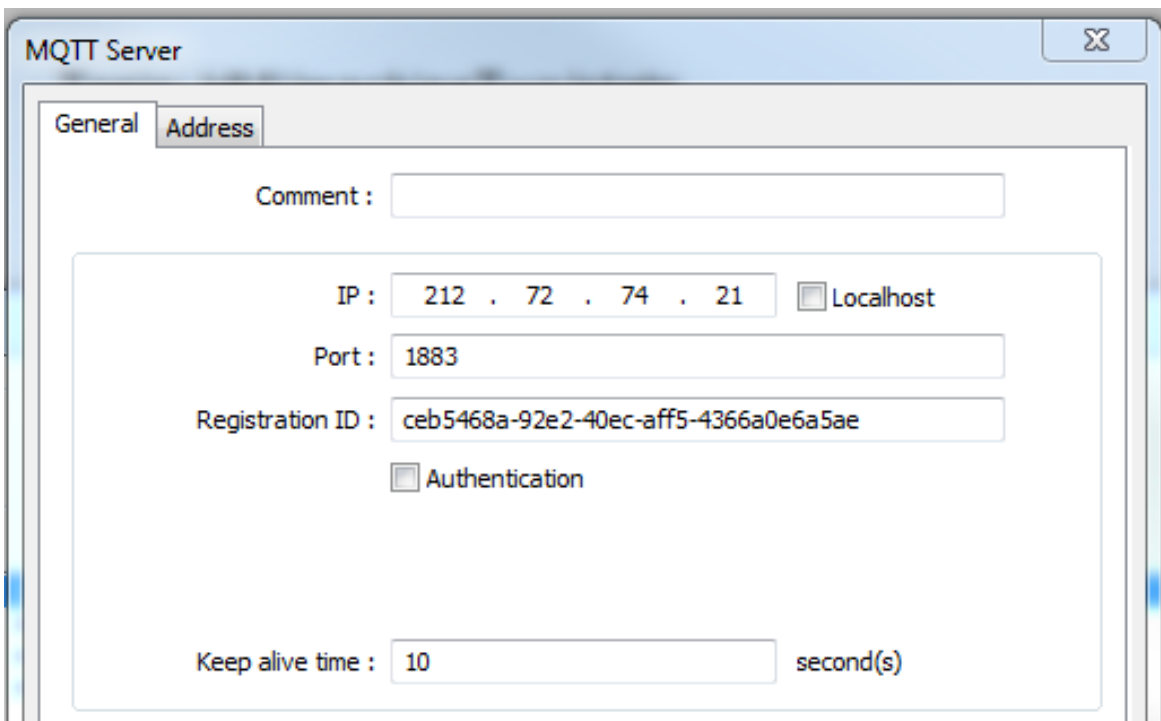 MQTT Server
General Address
Comment :
IP : 212 . 72 . 74 . 21 Localhost
Port : 1883
Registration ID : ceb5468a-92e2-40ec-aff5-4366a0e6a5ae
Authentication
Keep alive time : 10 second(s)